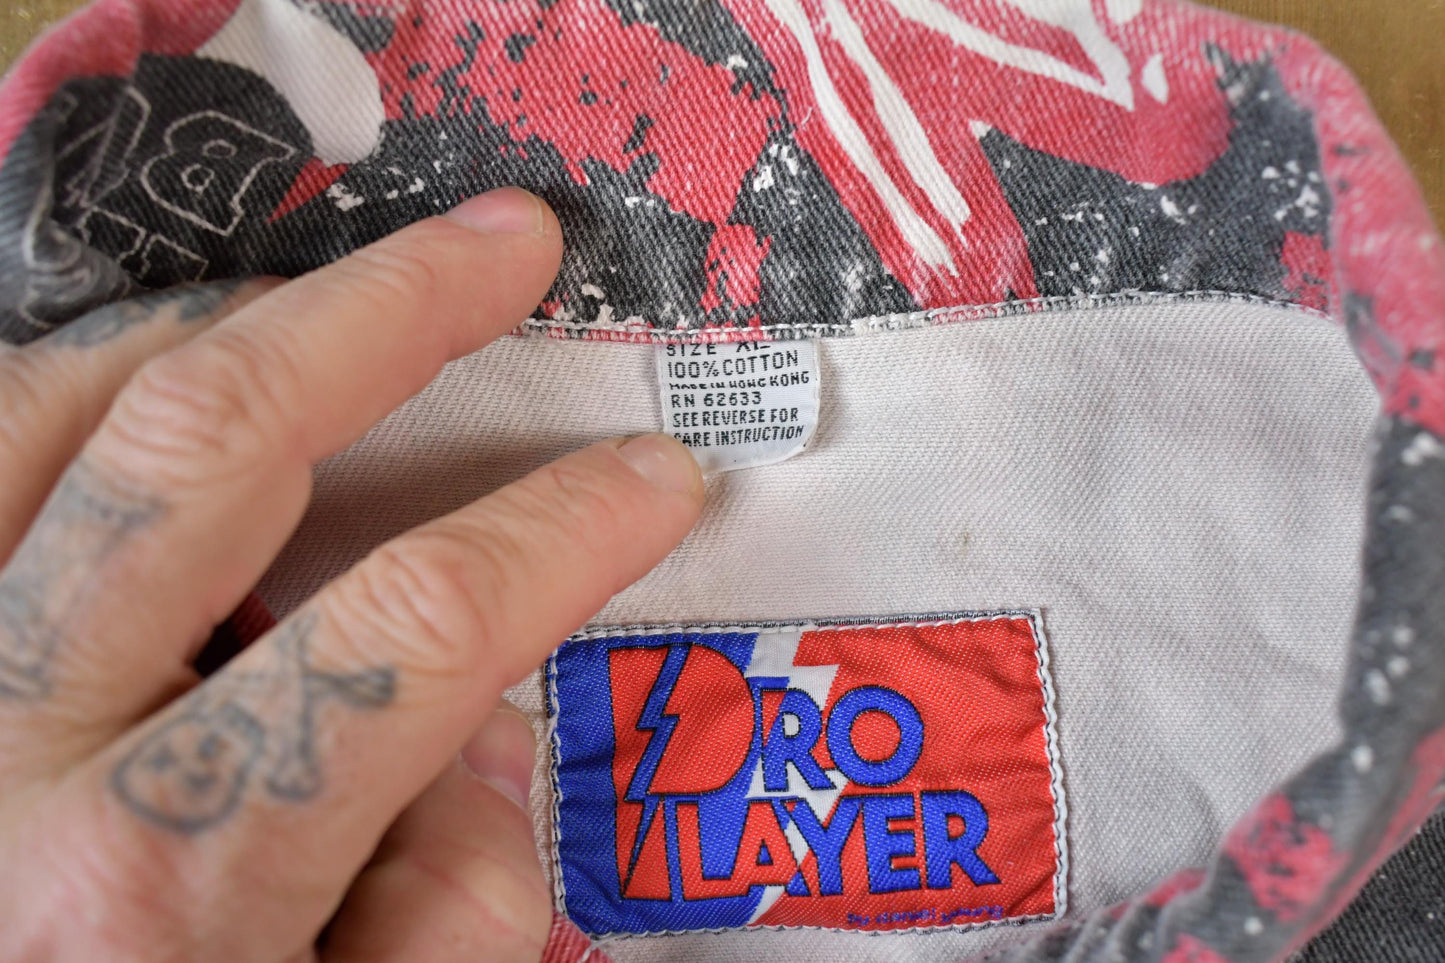 SIZE XL
100% COTTON
MADE IN HONG KONG
RN 62633
SEE REVERSE FOR
CARE INSTRUCTION
PRO
PLAYER